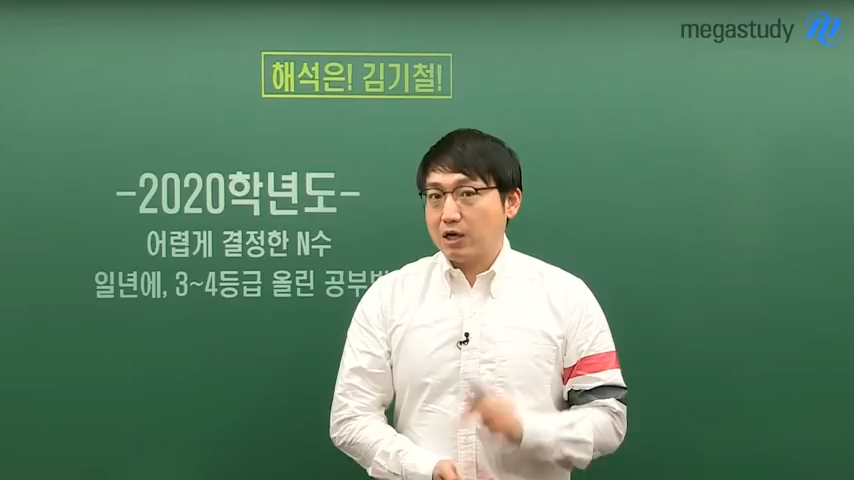 megastudy
해석은! 김기철!
-2020학년도-
어렵게 결정한 N수
일년에, 3~4등급 올린 공부